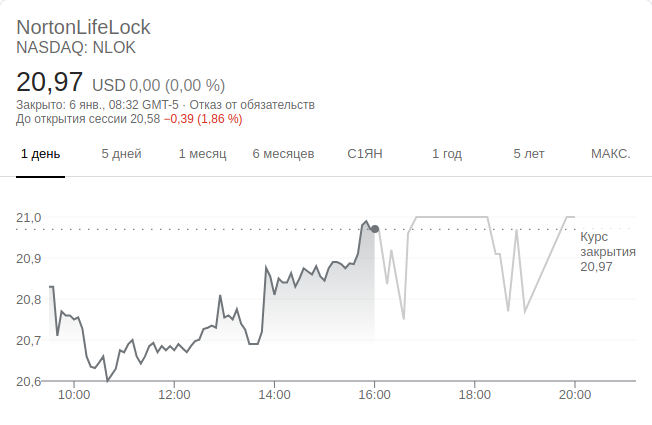 NortonLifeLock
NASDAQ: NLOK
20,97 USD 0,00 (0,00 %)
Закрыто: 6 янв., 08:32 GMT-5 · Отказ от обязательств
До открытия сессии 20,58 −0,39 (1,86 %)
1 день 5 дней 1 месяц 6 месяцев С1ЯН 1 год 5 лет МАКС.
21,0
20,9
20,8
20,7
20,6
Курс
закрытия
20,97
10:00 12:00 14:00 16:00 18:00 20:00